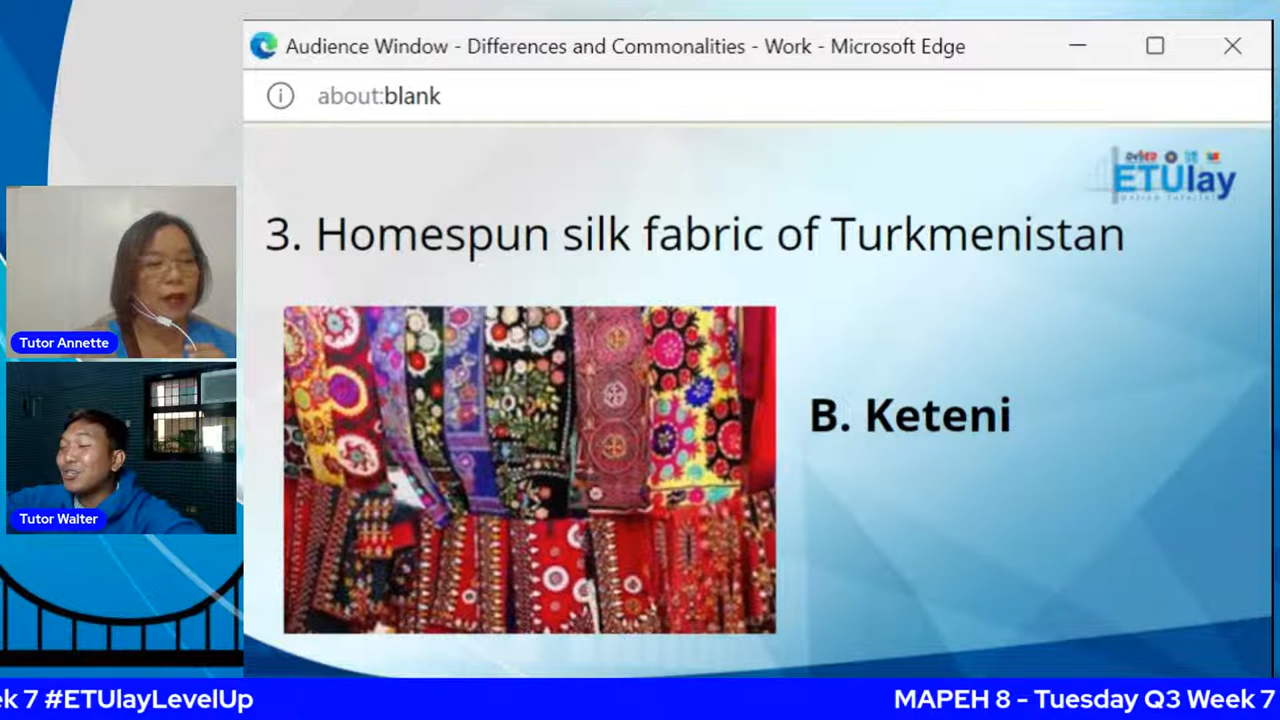 Audience Window - Differences and Commonalities - Work - Microsoft Edge
about:blank
ETUlay
3. Homespun silk fabric of Turkmenistan
B. Keteni
Tutor Annette
Tutor Walter
ek 7 #ETUlayLevelUp
MAPEH 8 - Tuesday Q3 Week 7